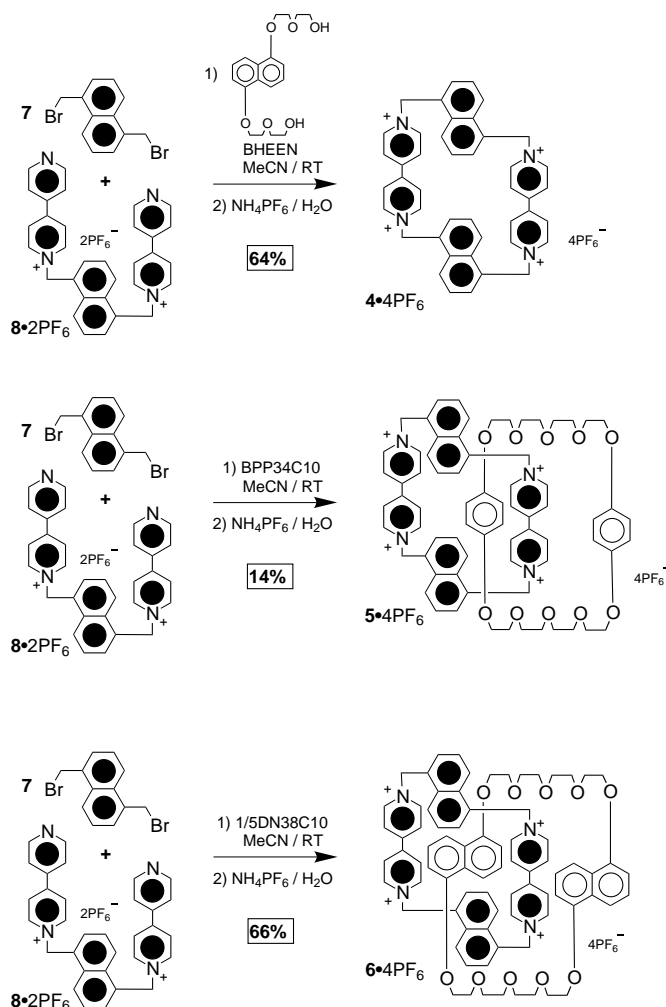 O O OH
1)
O O OH
BHEEN
MeCN / RT
2) NH4PF6 / H2O
64%
7
Br
Br
+
N N
2PF6−
N+
N+
8•2PF6
+N
N+
N+
N+
4PF6−
4•4PF6
7
Br
Br
+
N N
2PF6−
N+
N+
8•2PF6
1) BPP34C10
MeCN / RT
2) NH4PF6 / H2O
14%
O O O O O
+N
N+
N+
N+
O O O O O
4PF6−
5•4PF6
7
Br
Br
+
N N
2PF6−
N+
N+
8•2PF6
1) 1/5DN38C10
MeCN / RT
2) NH4PF6 / H2O
66%
O O O O O
+N
N+
N+
N+
O O O O O
4PF6−
6•4PF6